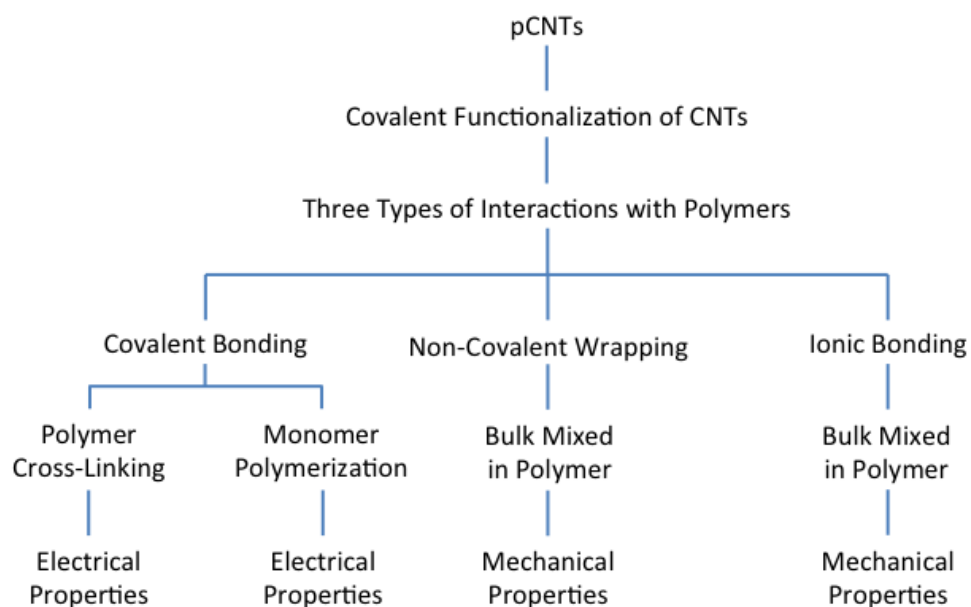 pCNTs
Covalent Functionalization of CNTs
Three Types of Interactions with Polymers
Covalent Bonding
Non-Covalent Wrapping
Ionic Bonding
Polymer
Cross-Linking
Monomer
Polymerization
Bulk Mixed
in Polymer
Bulk Mixed
in Polymer
Electrical
Properties
Electrical
Properties
Mechanical
Properties
Mechanical
Properties